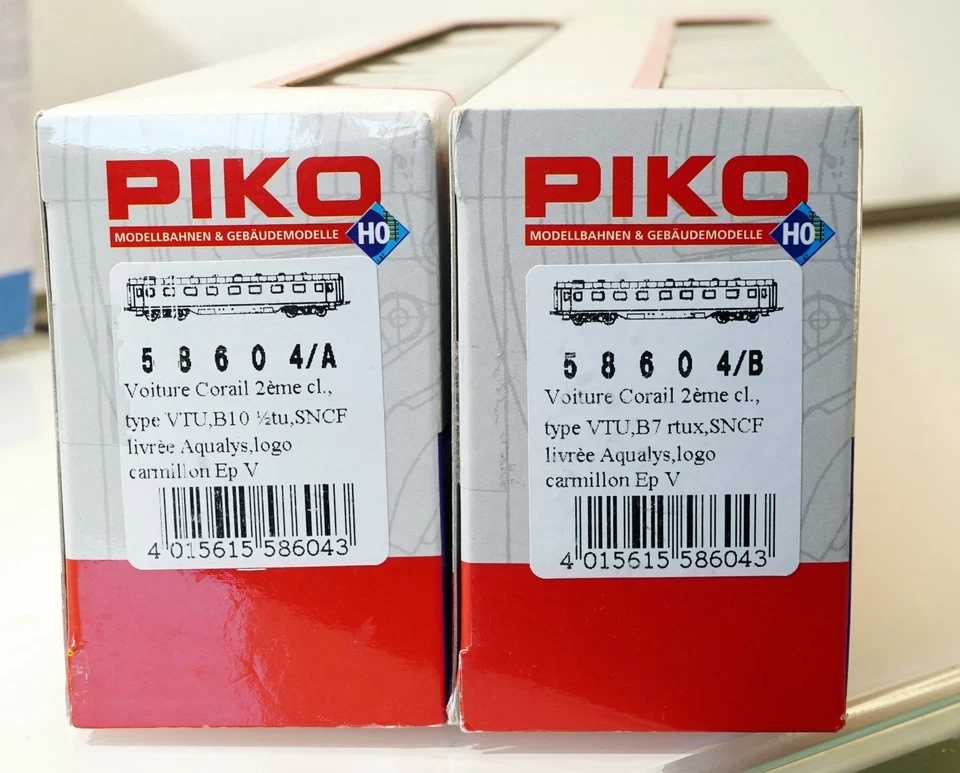 PIKO
MODELLBAHNEN & GEBÄUDEMODELLE
HO
5 8 6 0 4/A
Voiture Corail 2ème cl.,
type VTU,B10 ½tu,SNCF
livrèe Aqualys,logo
carmillon Ep V
4 015615 586043
PIKO
MODELLBAHNEN & GEBÄUDEMODELLE
HO
5 8 6 0 4/B
Voiture Corail 2ème cl.,
type VTU,B7 rtux,SNCF
livrèe Aqualys,logo
carmillon Ep V
4 015615 586043